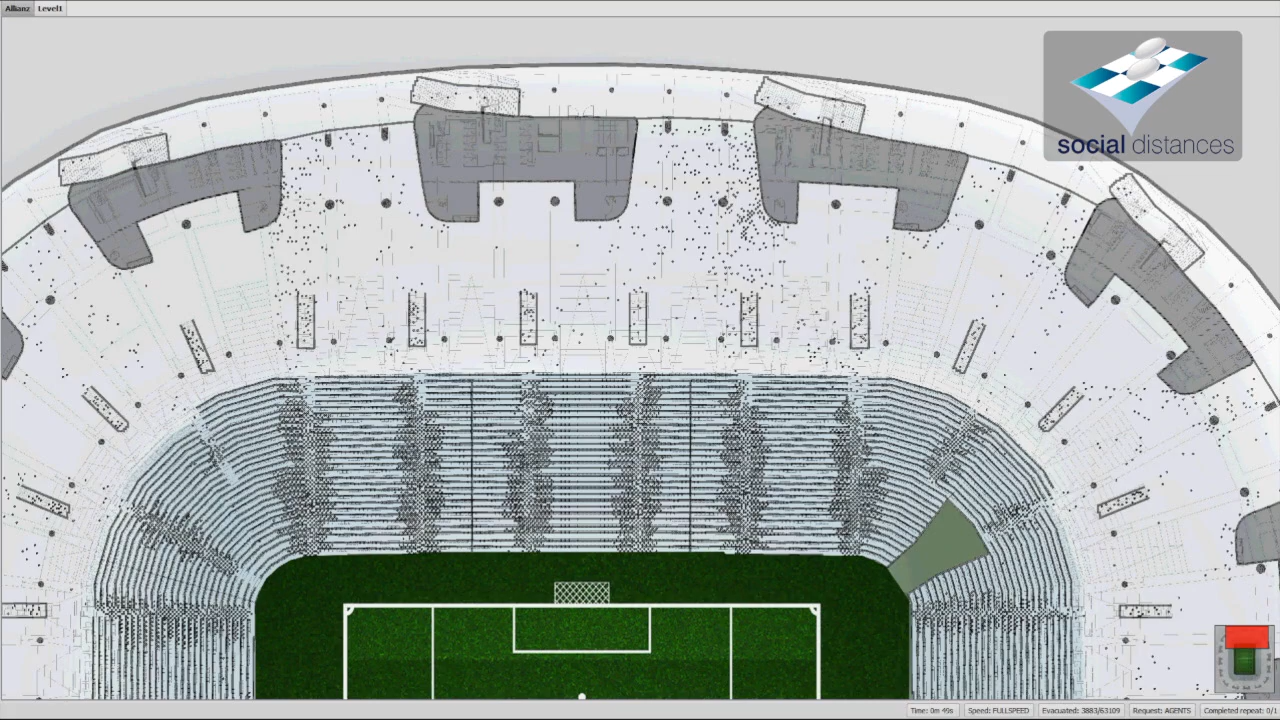 Allianz Level1
social distances
Time: 0m 49s Speed: FULLSPEED Evacuated: 3883/63109 Request: AGENTS Completed repeat: 0/1